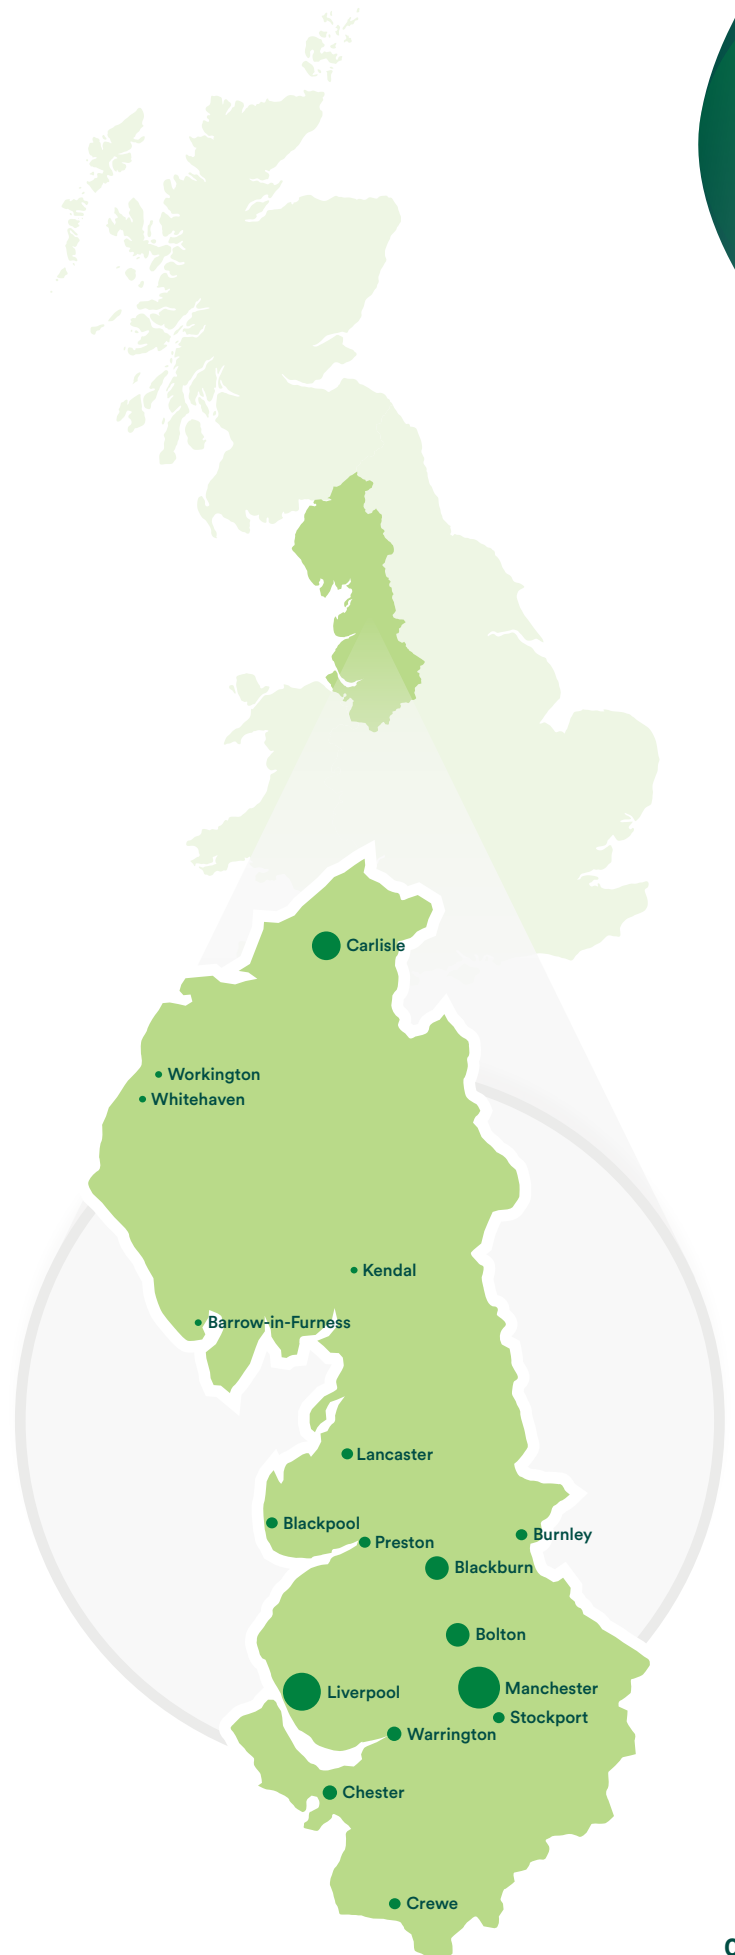 Carlisle
Workington
Whitehaven
Kendal
Barrow-in-Furness
Lancaster
Blackpool
Burnley
Preston
Blackburn
Bolton
Manchester
Liverpool
Stockport
Warrington
Chester
Crewe